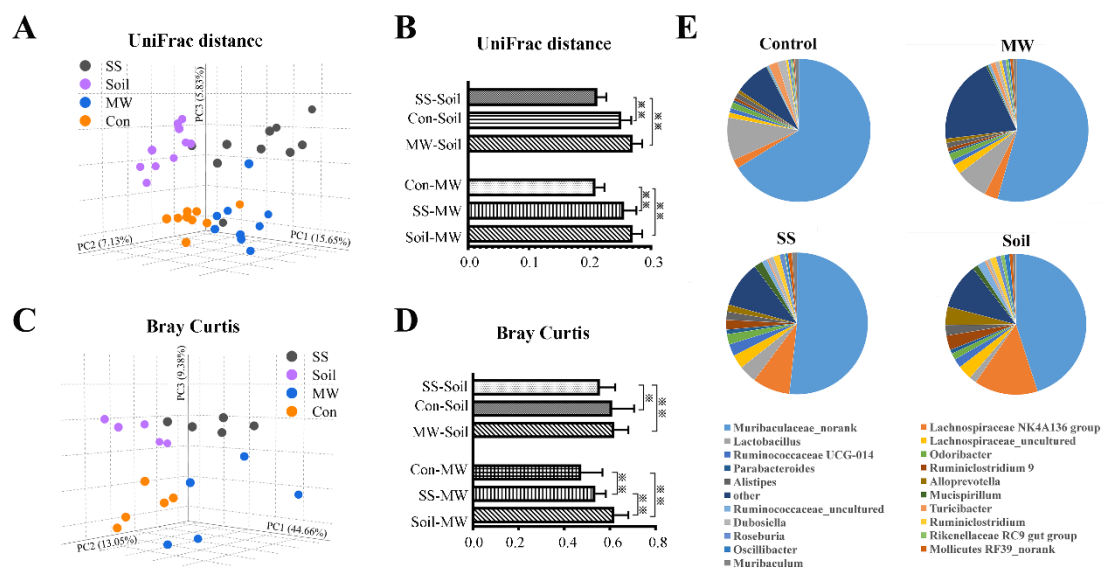 A
UniFrac distance
SS
Soil
MW
Con
PC3 (5.83%)
PC2 (7.13%)
PC1 (15.65%)
B
UniFrac distance
SS-Soil
Con-Soil
MW-Soil
Con-MW
SS-MW
Soil-MW
※※
※※
※※
※※
0.0
0.1
0.2
0.3
C
Bray Curtis
SS
Soil
MW
Con
PC3 (9.38%)
PC2 (13.05%)
PC1 (44.66%)
D
Bray Curtis
SS-Soil
Con-Soil
MW-Soil
Con-MW
SS-MW
Soil-MW
※
※※
※※
※※
※※
0.0
0.2
0.4
0.6
0.8
E
Control
MW
SS
Soil
Muribaculaceae_norank
Lactobacillus
Ruminococcaceae UCG-014
Parabacteroides
Alistipes
other
Ruminococcaceae_uncultured
Dubosiella
Roseburia
Oscillibacter
Muribaculum
Lachnospiraceae NK4A136 group
Lachnospiraceae_uncultured
Odoribacter
Ruminiclostridium 9
Alloprevotella
Mucispirillum
Turicibacter
Ruminiclostridium
Rikenellaceae RC9 gut group
Mollicutes RF39_norank